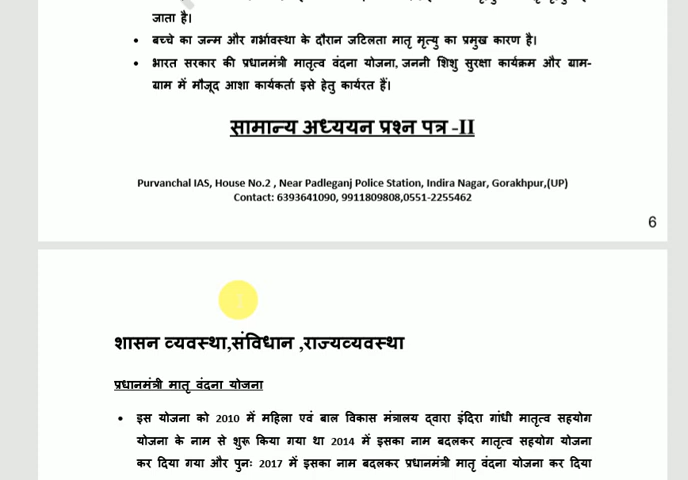 जाता है।
• बच्चे का जन्म और गर्भावस्था के दौरान जटिलता मातृ मृत्यु का प्रमुख कारण है।
• भारत सरकार की प्रधानमंत्री मातृत्व वंदना योजना, जननी शिशु सुरक्षा कार्यक्रम और ग्राम-
ग्राम में मौजूद आशा कार्यकर्ता इसे हेतु कार्यरत हैं।
सामान्य अध्ययन प्रश्न पत्र -II
Purvanchal IAS, House No.2 , Near Padleganj Police Station, Indira Nagar, Gorakhpur,(UP)
Contact: 6393641090, 9911809808,0551-2255462
6
शासन व्यवस्था,संविधान ,राज्यव्यवस्था
प्रधानमंत्री मातृ वंदना योजना
• इस योजना को 2010 में महिला एवं बाल विकास मंत्रालय द्वारा इंदिरा गांधी मातृत्व सहयोग
योजना के नाम से शुरू किया गया था 2014 में इसका नाम बदलकर मातृत्व सहयोग योजना
कर दिया गया और पुनः 2017 में इसका नाम बदलकर प्रधानमंत्री मातृ वंदना योजना कर दिया